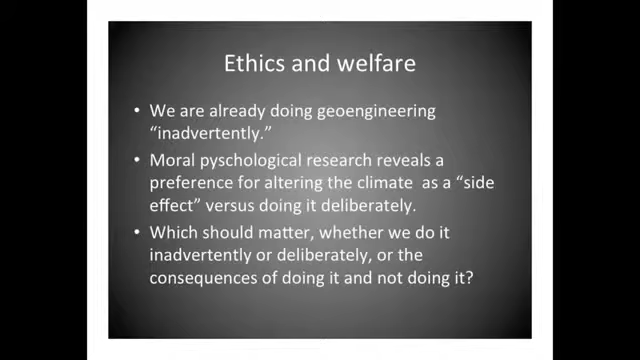 Ethics and welfare
• We are already doing geoengineering
“inadvertently.”
• Moral pyschological research reveals a
preference for altering the climate as a “side
effect” versus doing it deliberately.
• Which should matter, whether we do it
inadvertently or deliberately, or the
consequences of doing it and not doing it?